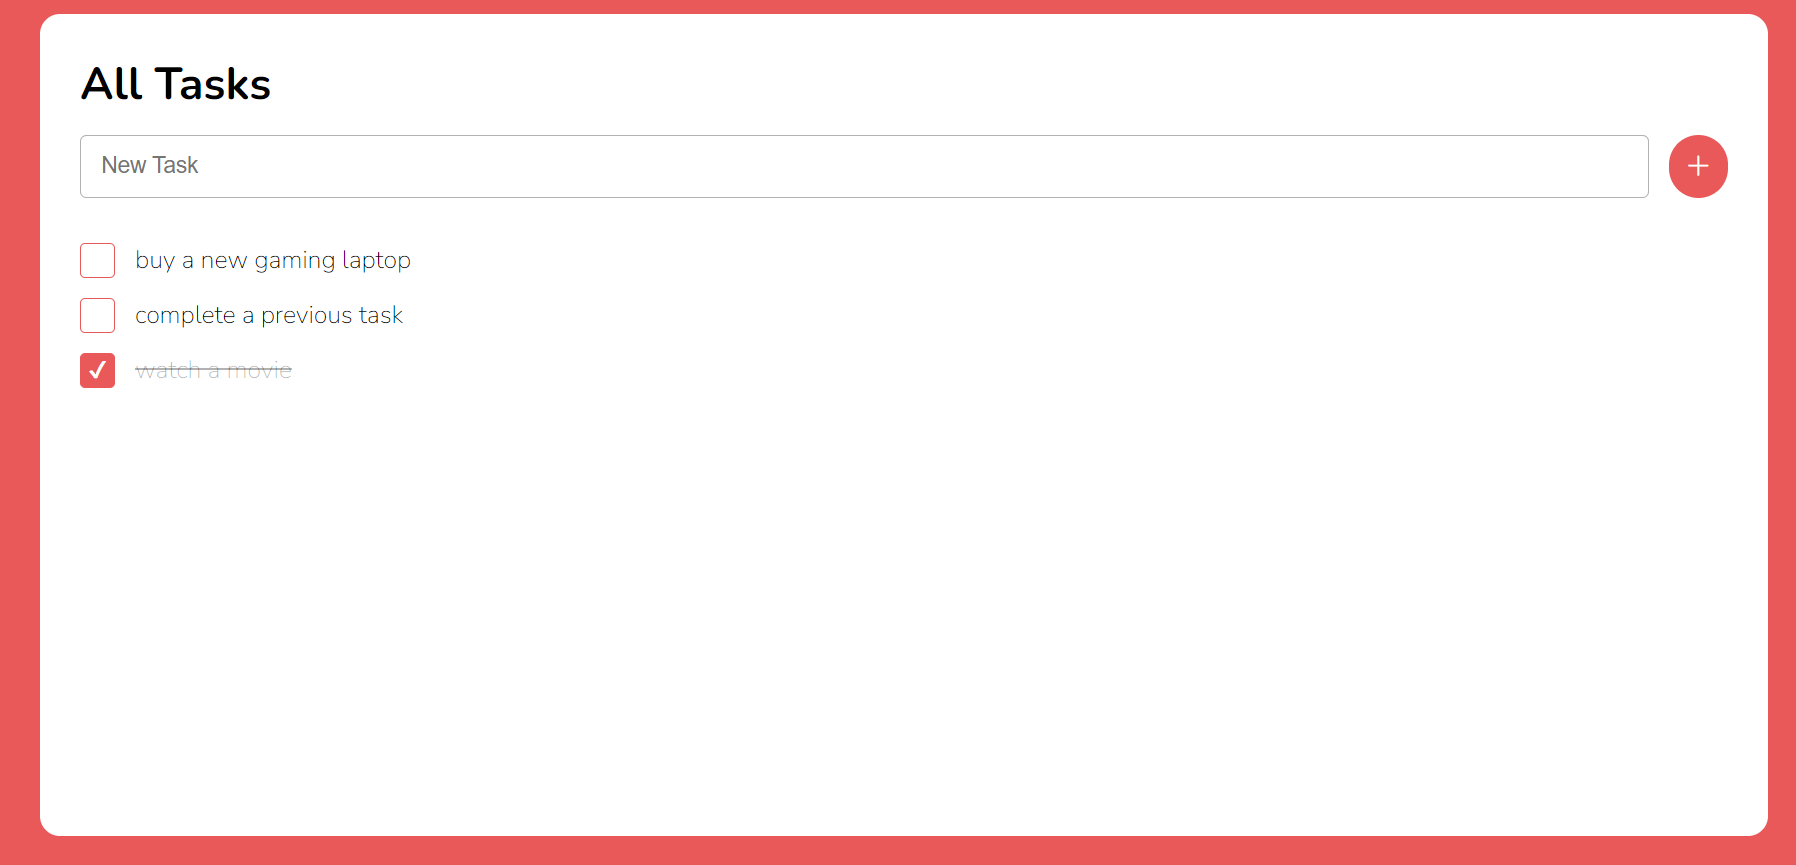 All Tasks
New Task
buy a new gaming laptop
complete a previous task
watch a movie